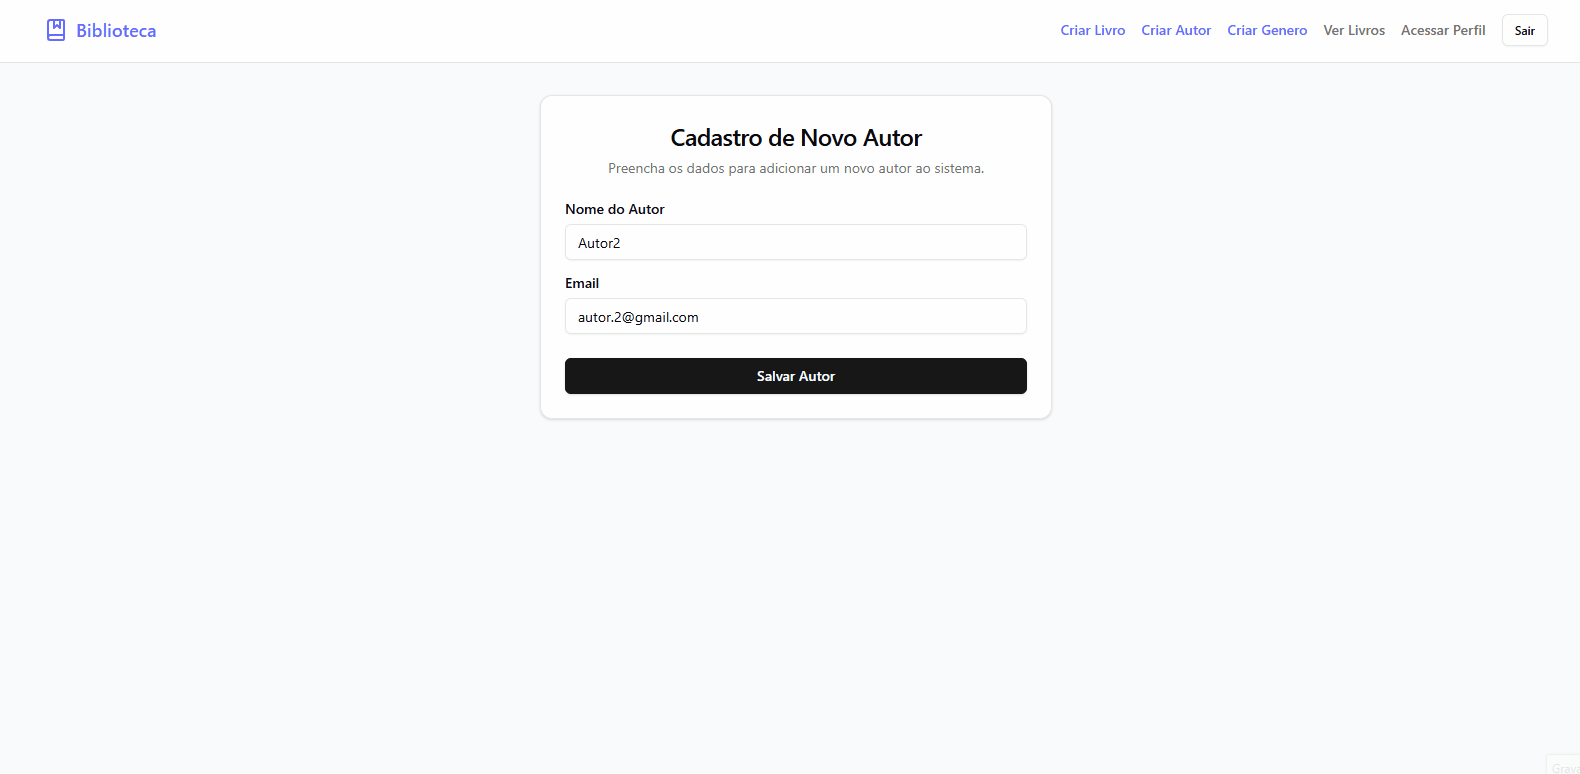 Biblioteca
Criar Livro Criar Autor Criar Genero Ver Livros Acessar Perfil Sair
Cadastro de Novo Autor
Preencha os dados para adicionar um novo autor ao sistema.
Nome do Autor
Autor2
Email
autor.2@gmail.com
Salvar Autor